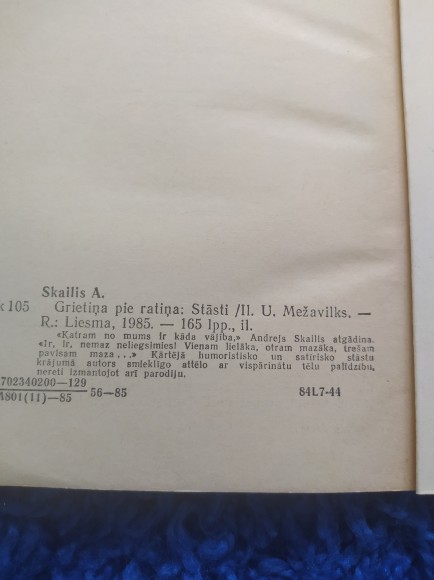 Skailis A.
k 105 Grietiņa pie ratiņa: Stāsti /Il. U. Mežavilks. —
R.: Liesma, 1985. — 165 lpp., il.
«Katram no mums ir kāda vājība,» Andrejs Skailis atgādina.
«Ir, ir, nemaz neliegsimies! Vienam lielāka, otram mazāka, trešam
pavisam maza...» Kārtējā humoristisko un satīrisko stāstu
krājumā autors smieklīgo attēlo ar vispārinātu tēlu palīdzību,
nereti izmantojot arī parodiju.
702340200—129
M801(11)—85 56—85 84L7-44